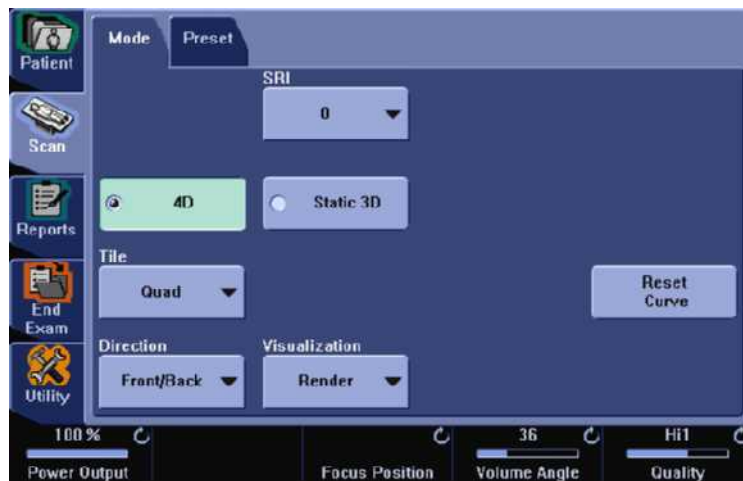 Patient
Scan
Reports
End
Exam
Utility
Mode
Preset
SRI
0
4D
Static 3D
Tile
Quad
Reset
Curve
Direction
Visualization
Front/Back
Render
100 %
36
Hi1
Power Output
Focus Position
Volume Angle
Quality